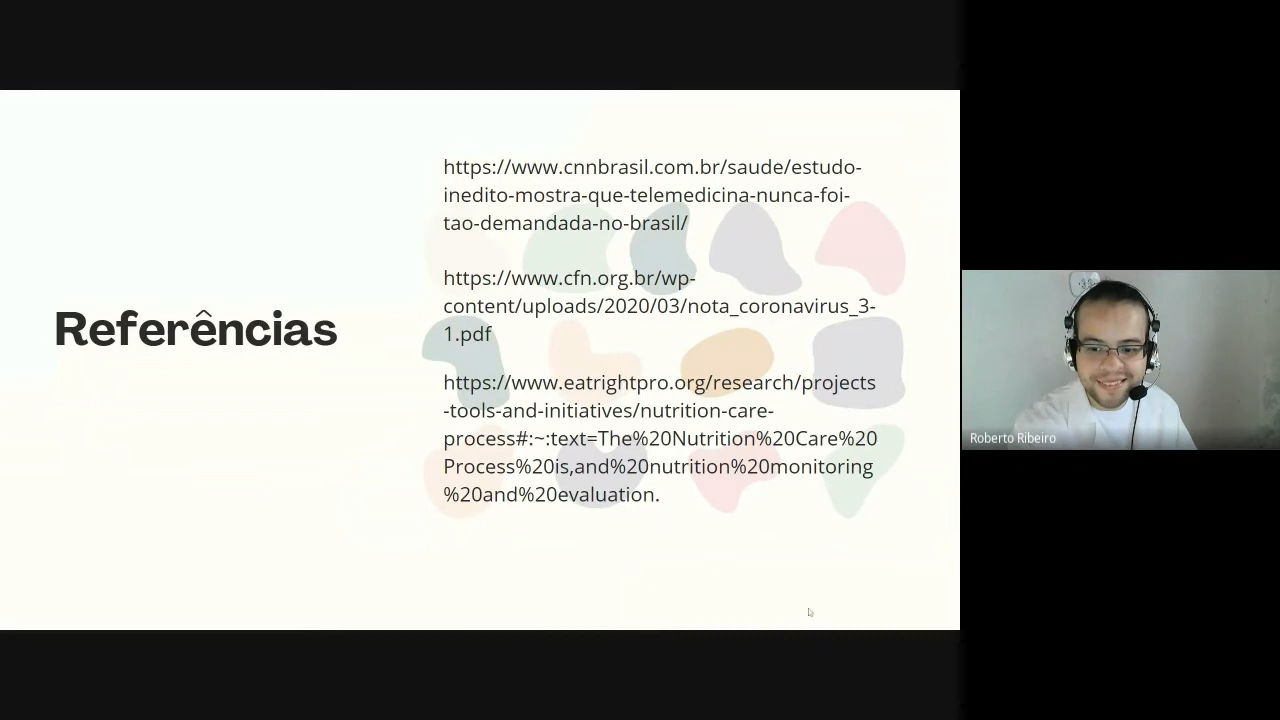 Referências
https://www.cnnbrasil.com.br/saude/estudo-
inedito-mostra-que-telemedicina-nunca-foi-
tao-demandada-no-brasil/
https://www.cfn.org.br/wp-
content/uploads/2020/03/nota_coronavirus_3-
1.pdf
https://www.eatrightpro.org/research/projects
-tools-and-initiatives/nutrition-care-
process#:~:text=The%20Nutrition%20Care%20
Process%20is,and%20nutrition%20monitoring
%20and%20evaluation.
Roberto Ribeiro